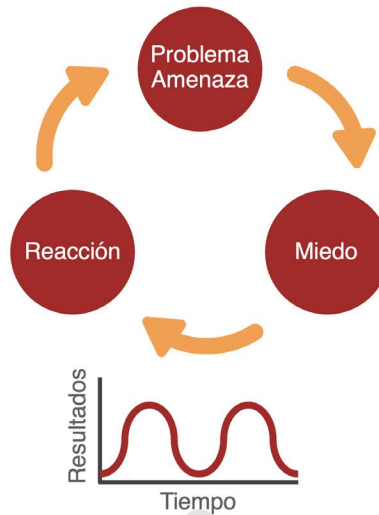 Problema
Amenaza
Reacción
Miedo
Resultados
Tiempo